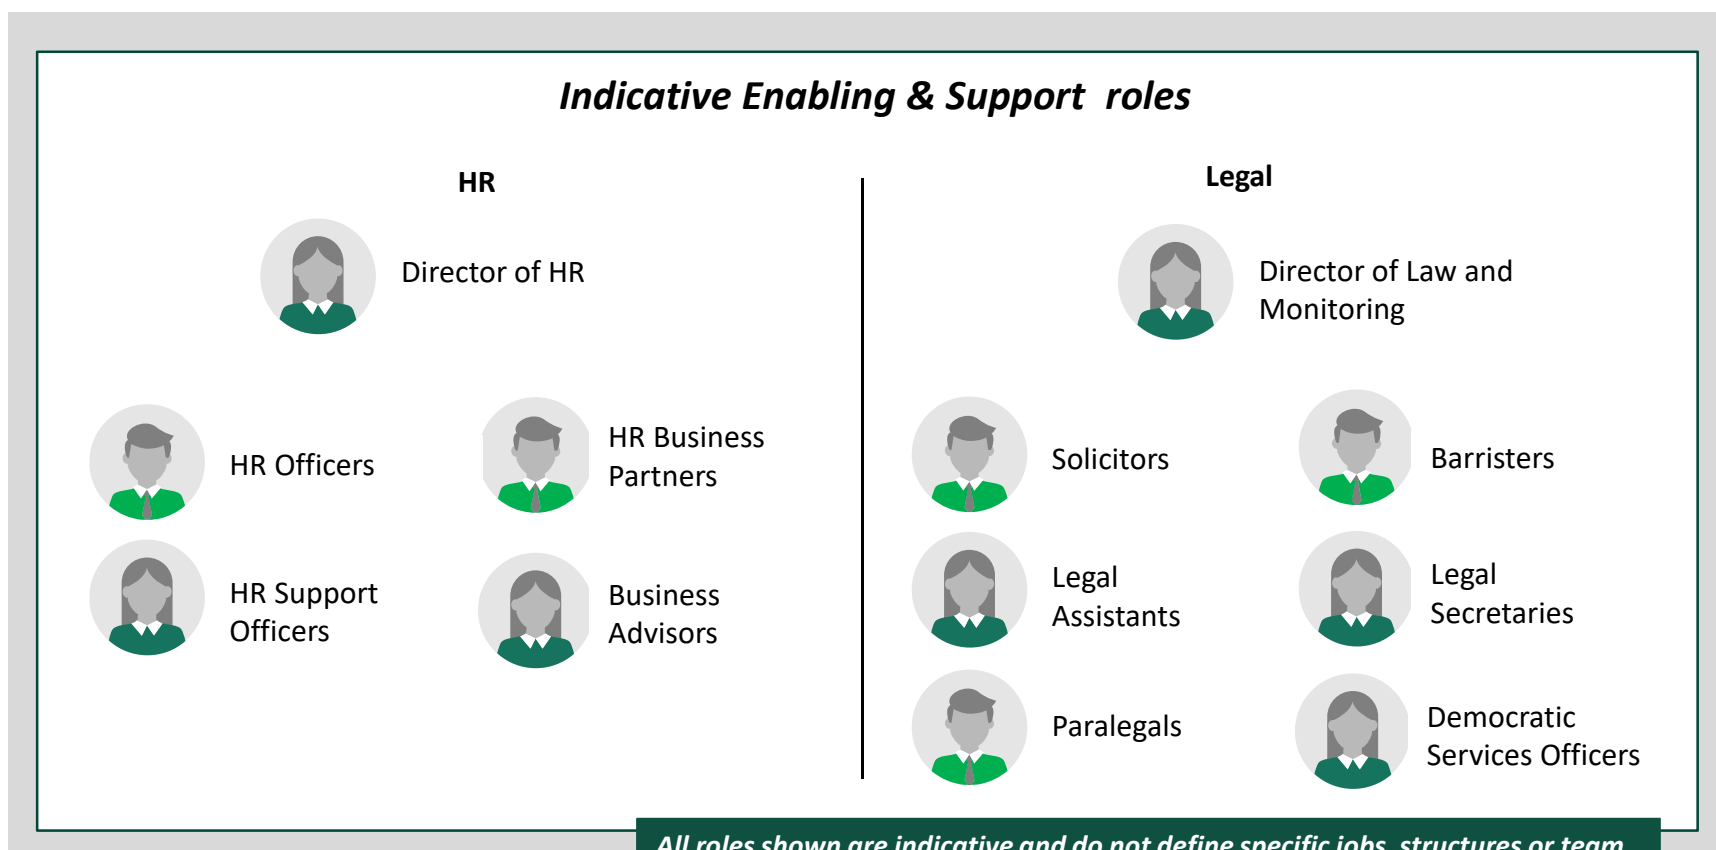 Indicative Enabling & Support roles
HR
Director of HR
HR Officers
HR Business
Partners
HR Support
Officers
Business
Advisors
Legal
Director of Law and
Monitoring
Solicitors
Barristers
Legal
Assistants
Legal
Secretaries
Paralegals
Democratic
Services Officers
All roles shown are indicative and do not define specific jobs, structures or team